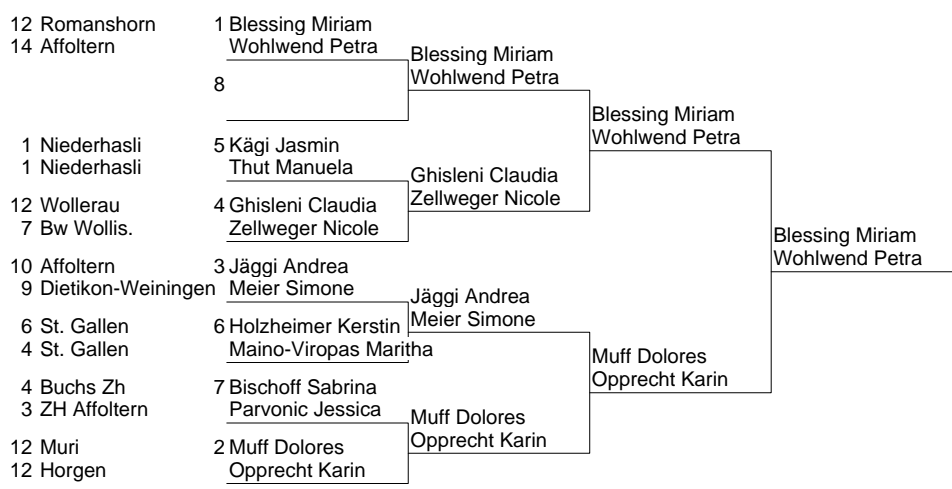 12 Romanshorn 1 Blessing Miriam
14 Affoltern Wohlwend Petra
Blessing Miriam
Wohlwend Petra
8
Blessing Miriam
Wohlwend Petra
1 Niederhasli 5 Kägi Jasmin
1 Niederhasli Thut Manuela
Ghisleni Claudia
Zellweger Nicole
12 Wollerau 4 Ghisleni Claudia
7 Bw Wollis. Zellweger Nicole
Blessing Miriam
Wohlwend Petra
10 Affoltern 3 Jäggi Andrea
9 Dietikon-Weiningen Meier Simone
Jäggi Andrea
Meier Simone
6 St. Gallen 6 Holzheimer Kerstin
4 St. Gallen Maino-Viropas Maritha
Muff Dolores
Opprecht Karin
4 Buchs Zh 7 Bischoff Sabrina
3 ZH Affoltern Parvonic Jessica
Muff Dolores
Opprecht Karin
12 Muri 2 Muff Dolores
12 Horgen Opprecht Karin